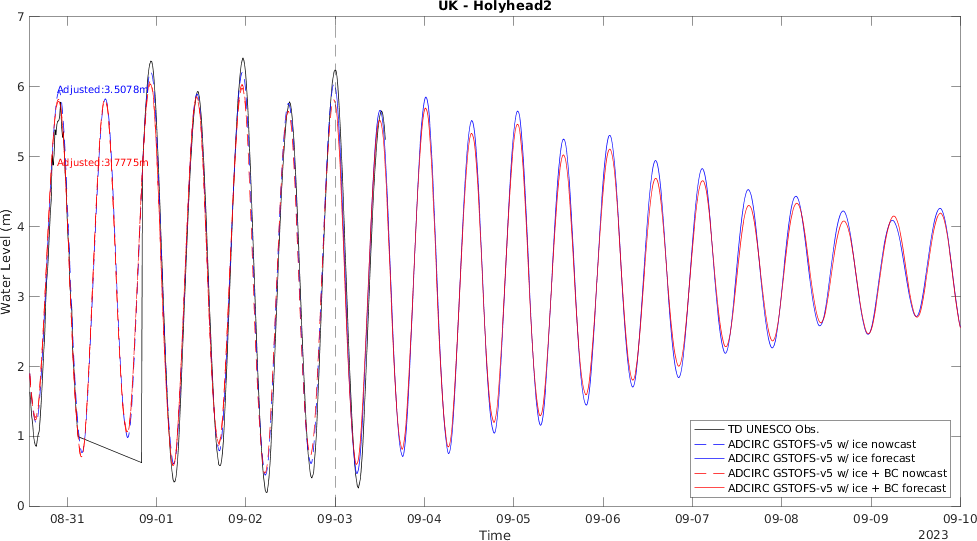 UK - Holyhead2
7
6
5
4
3
2
1
0
Water Level (m)
Adjusted:3.5078m
Adjusted:3.7775m
TD UNESCO Obs.
ADCIRC GSTOFS-v5 w/ ice nowcast
ADCIRC GSTOFS-v5 w/ ice forecast
ADCIRC GSTOFS-v5 w/ ice + BC nowcast
ADCIRC GSTOFS-v5 w/ ice + BC forecast
08-31 09-01 09-02 09-03 09-04 09-05 09-06 09-07 09-08 09-09 09-10
Time
2023